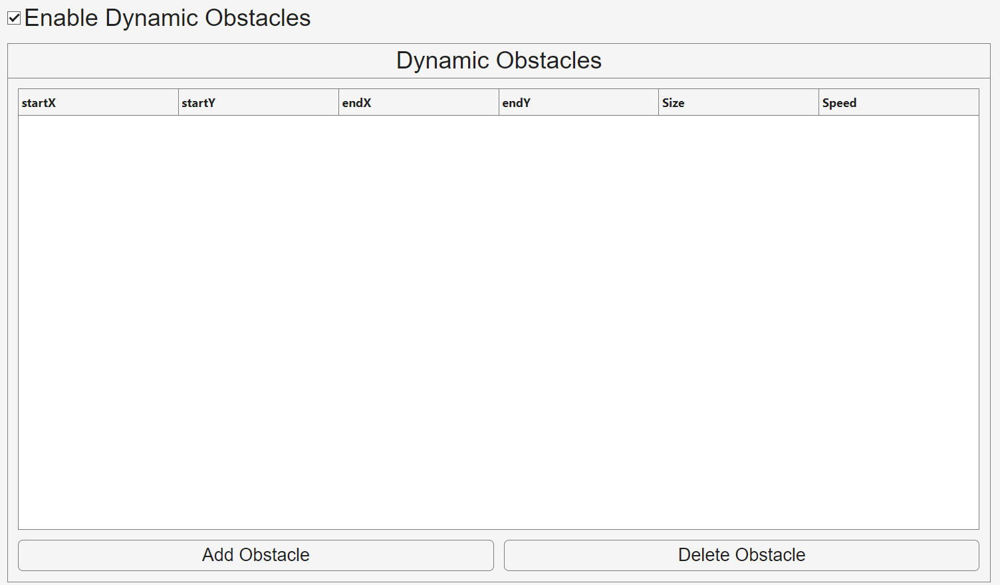 Enable Dynamic Obstacles
Dynamic Obstacles
startX startY endX endY Size Speed
Add Obstacle Delete Obstacle